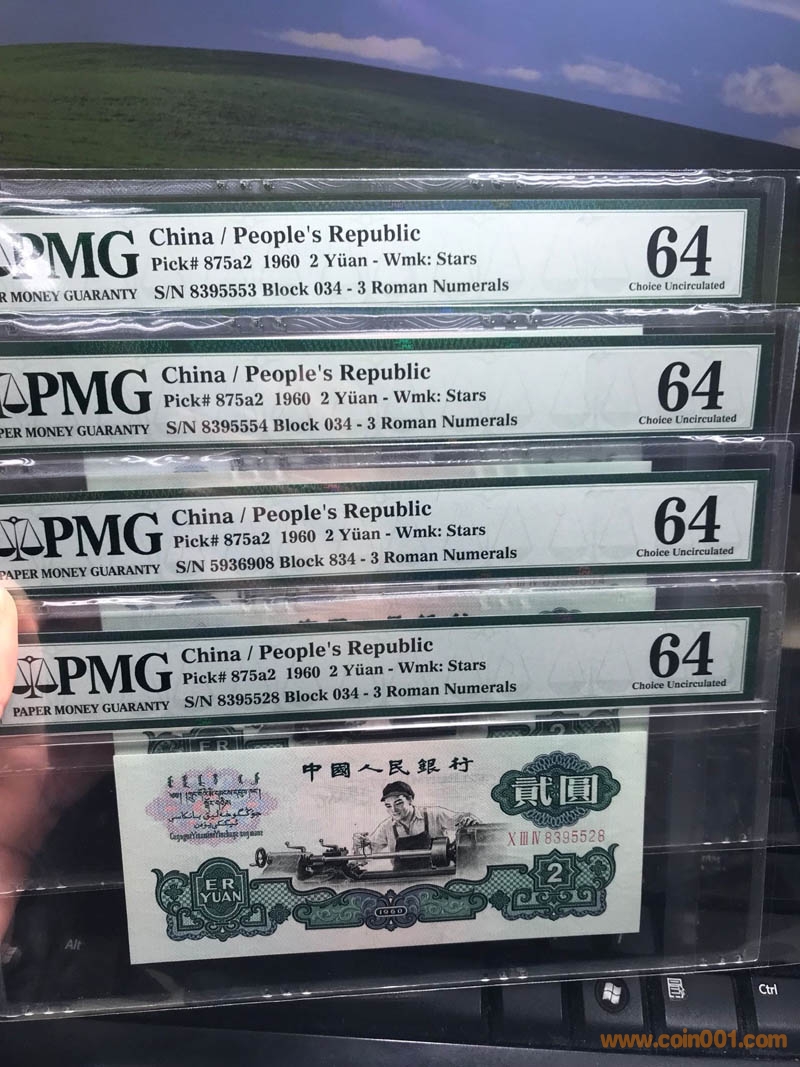 PMG
R MONEY GUARANTY
China / People's Republic
Pick# 875a2 1960 2 Yüan - Wmk: Stars
S/N 8395553 Block 034 - 3 Roman Numerals
64
Choice Uncirculated
PMG
PER MONEY GUARANTY
China / People's Republic
Pick# 875a2 1960 2 Yüan - Wmk: Stars
S/N 8395554 Block 034 - 3 Roman Numerals
64
Choice Uncirculated
PMG
PAPER MONEY GUARANTY
China / People's Republic
Pick# 875a2 1960 2 Yüan - Wmk: Stars
S/N 5936908 Block 834 - 3 Roman Numerals
64
Choice Uncirculated
PMG
PAPER MONEY GUARANTY
China / People's Republic
Pick# 875a2 1960 2 Yüan - Wmk: Stars
S/N 8395528 Block 034 - 3 Roman Numerals
64
Choice Uncirculated
ER
2
中國人民銀行
貳圓
X III IV 8395528
ER
YUAN
1960
2
Alt
Ctrl
www.coin001.com